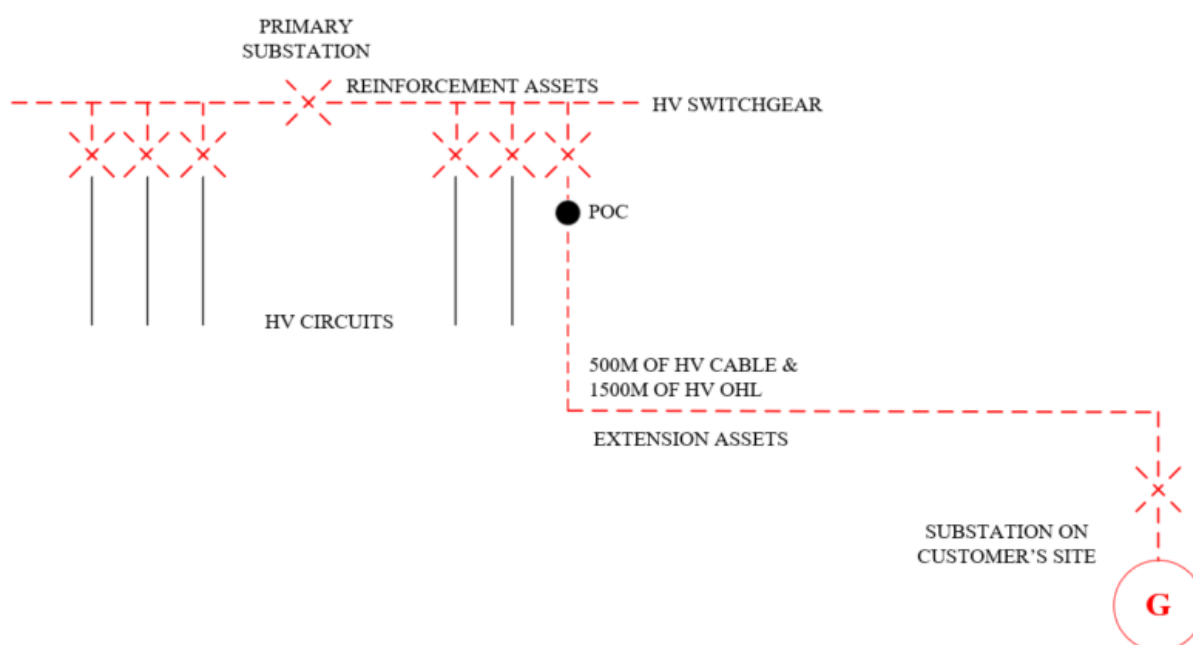 PRIMARY
SUBSTATION
REINFORCEMENT ASSETS
HV SWITCHGEAR
POC
HV CIRCUITS
500M OF HV CABLE &
1500M OF HV OHL
EXTENSION ASSETS
SUBSTATION ON
CUSTOMER’S SITE
G